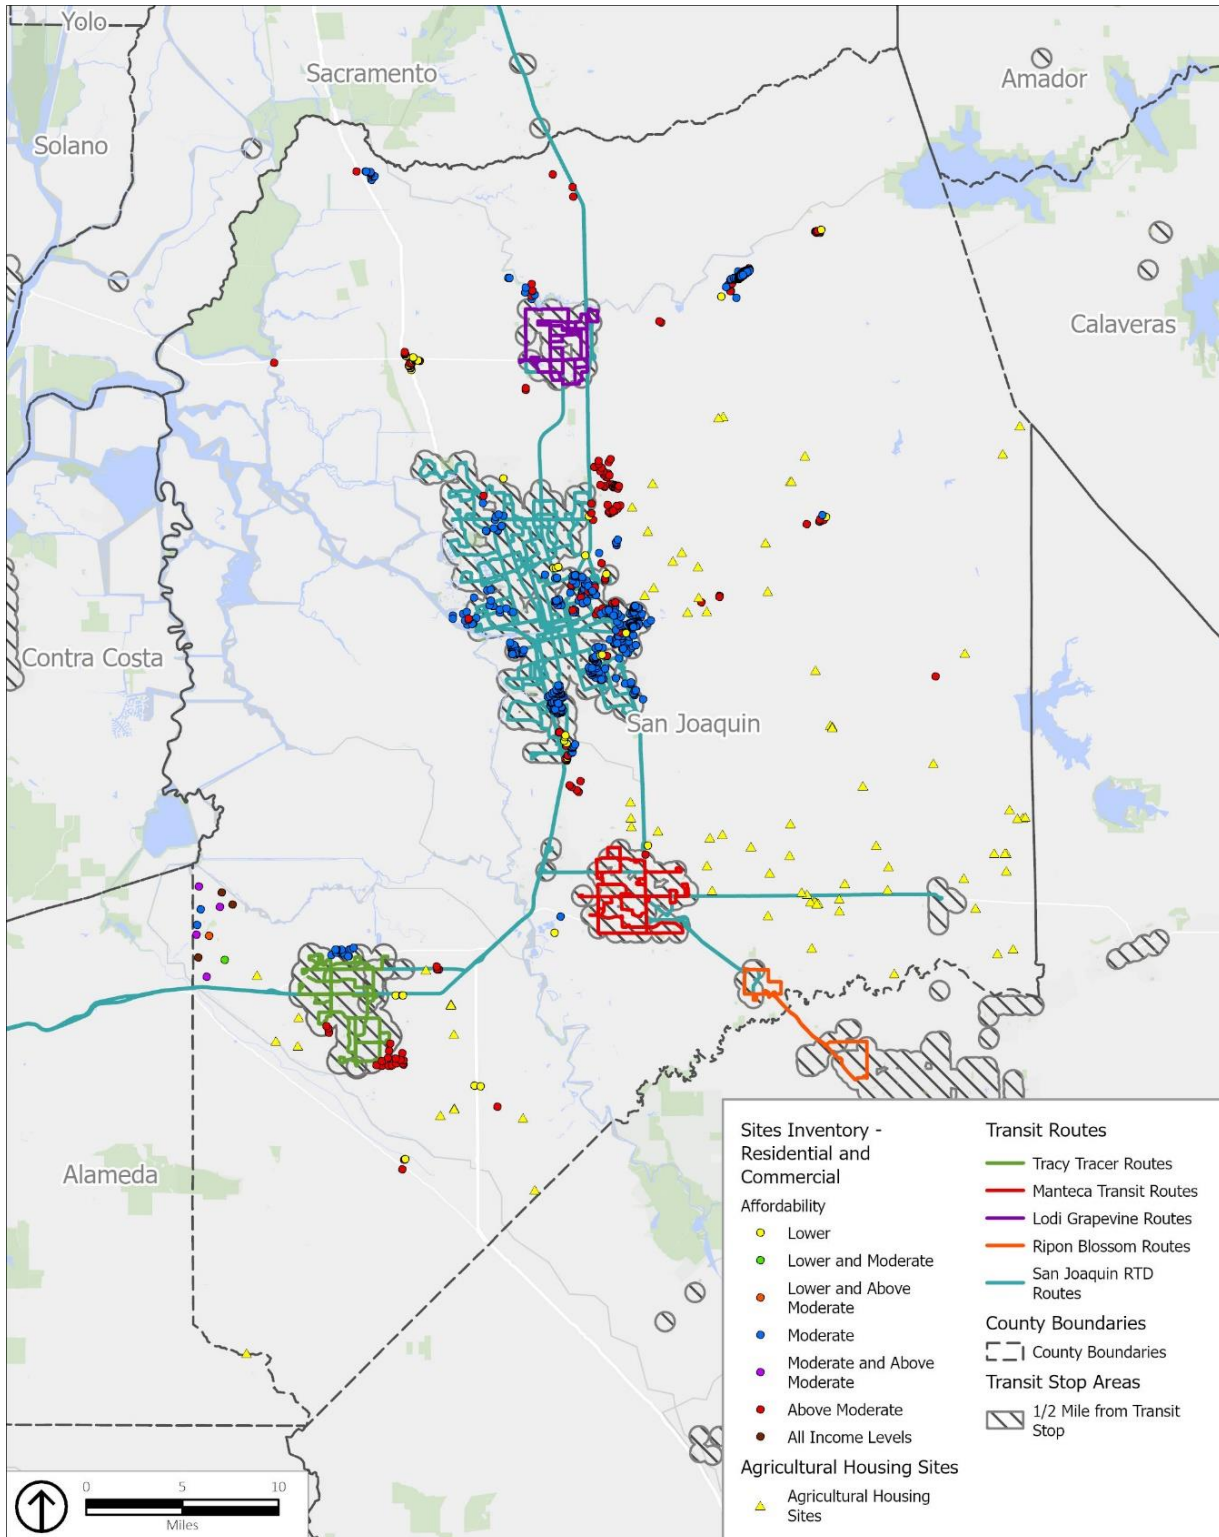 Yolo
Sacramento
Amador
Solano
Calaveras
Contra Costa
San Joaquin
Alameda
Sites Inventory -
Residential and
Commercial
Affordability
Lower
Lower and Moderate
Lower and Above
Moderate
Moderate
Moderate and Above
Moderate
Above Moderate
All Income Levels
Agricultural Housing Sites
Agricultural Housing
Sites
Transit Routes
Tracy Tracer Routes
Manteca Transit Routes
Lodi Grapevine Routes
Ripon Blossom Routes
San Joaquin RTD
Routes
County Boundaries
County Boundaries
Transit Stop Areas
1/2 Mile from Transit
Stop
0 5 10
Miles